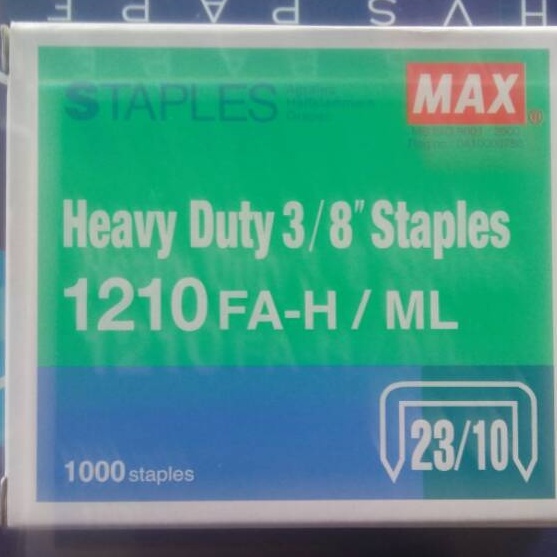 STAPLES
MAX
Heavy Duty 3/8" Staples
1210 FA-H / ML
23/10
1000 staples